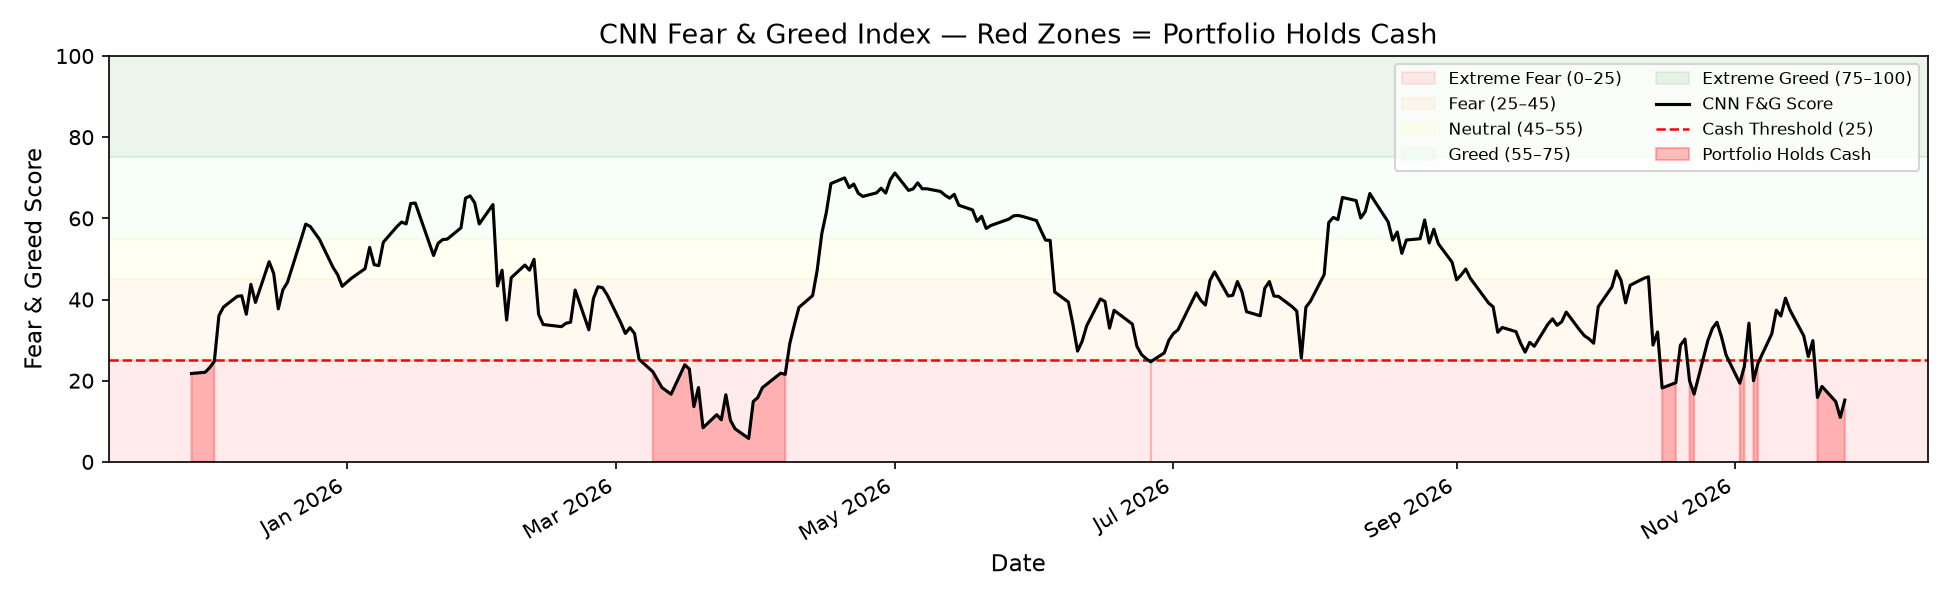 CNN Fear & Greed Index — Red Zones = Portfolio Holds Cash
Fear & Greed Score
100
80
60
40
20
0
Extreme Fear (0–25)
Fear (25–45)
Neutral (45–55)
Greed (55–75)
Extreme Greed (75–100)
CNN F&G Score
Cash Threshold (25)
Portfolio Holds Cash
Jan 2026
Mar 2026
May 2026
Jul 2026
Sep 2026
Nov 2026
Date